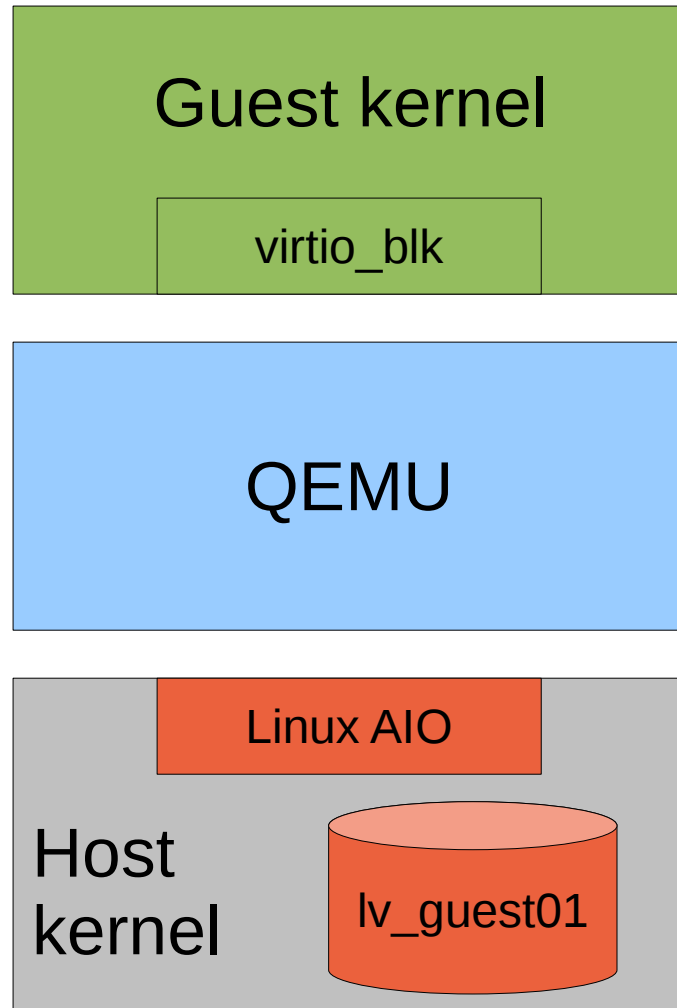 Guest kernel
virtio_blk
QEMU
Linux AIO
Host
kernel
lv_guest01